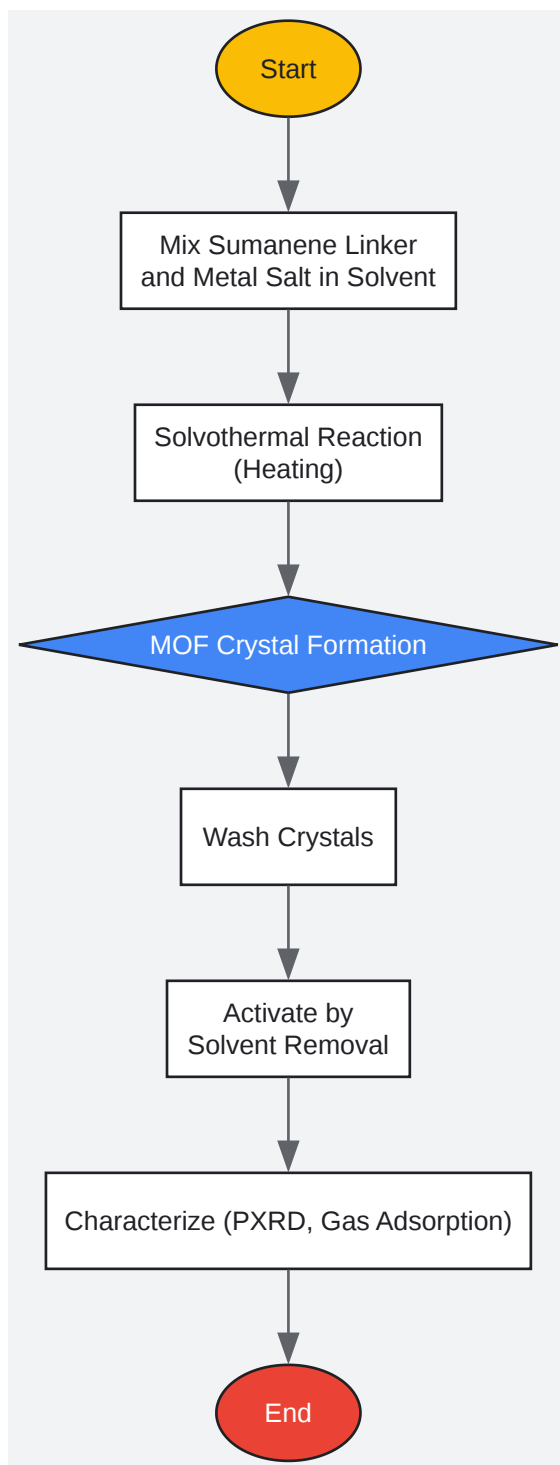 Start
Mix Sumanene Linker
and Metal Salt in Solvent
Solvothermal Reaction
(Heating)
MOF Crystal Formation
Wash Crystals
Activate by
Solvent Removal
Characterize (PXRD, Gas Adsorption)
End